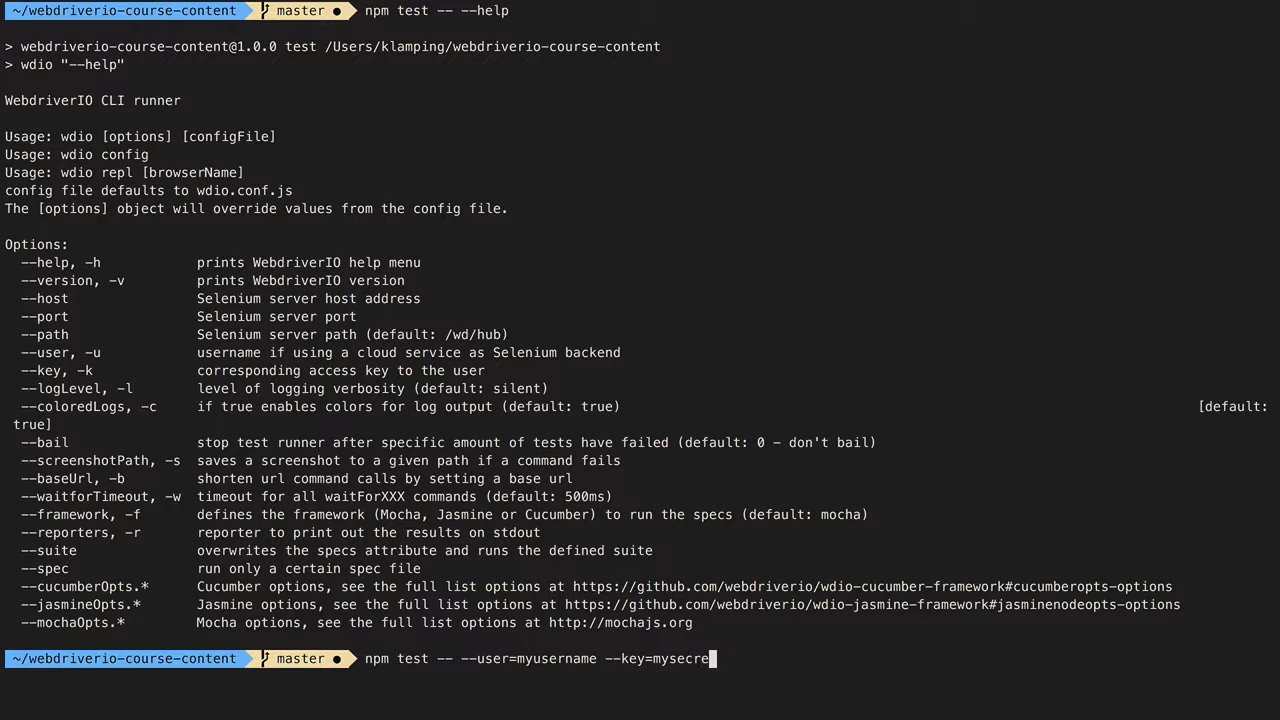 ~/webdriverio-course-content master ● npm test -- --help
> webdriverio-course-content@1.0.0 test /Users/klamping/webdriverio-course-content
> wdio "--help"
WebdriverIO CLI runner
Usage: wdio [options] [configFile]
Usage: wdio config
Usage: wdio repl [browserName]
config file defaults to wdio.conf.js
The [options] object will override values from the config file.
Options:
--help, -h prints WebdriverIO help menu
--version, -v prints WebdriverIO version
--host Selenium server host address
--port Selenium server port
--path Selenium server path (default: /wd/hub)
--user, -u username if using a cloud service as Selenium backend
--key, -k corresponding access key to the user
--logLevel, -l level of logging verbosity (default: silent)
--coloredLogs, -c if true enables colors for log output (default: true) [default:
true]
--bail stop test runner after specific amount of tests have failed (default: 0 - don't bail)
--screenshotPath, -s saves a screenshot to a given path if a command fails
--baseUrl, -b shorten url command calls by setting a base url
--waitforTimeout, -w timeout for all waitForXXX commands (default: 500ms)
--framework, -f defines the framework (Mocha, Jasmine or Cucumber) to run the specs (default: mocha)
--reporters, -r reporter to print out the results on stdout
--suite overwrites the specs attribute and runs the defined suite
--spec run only a certain spec file
--cucumberOpts.* Cucumber options, see the full list options at https://github.com/webdriverio/wdio-cucumber-framework#cucumberopts-options
--jasmineOpts.* Jasmine options, see the full list options at https://github.com/webdriverio/wdio-jasmine-framework#jasminenodeopts-options
--mochaOpts.* Mocha options, see the full list options at http://mochajs.org
~/webdriverio-course-content master ● npm test -- --user=myusername --key=mysecre